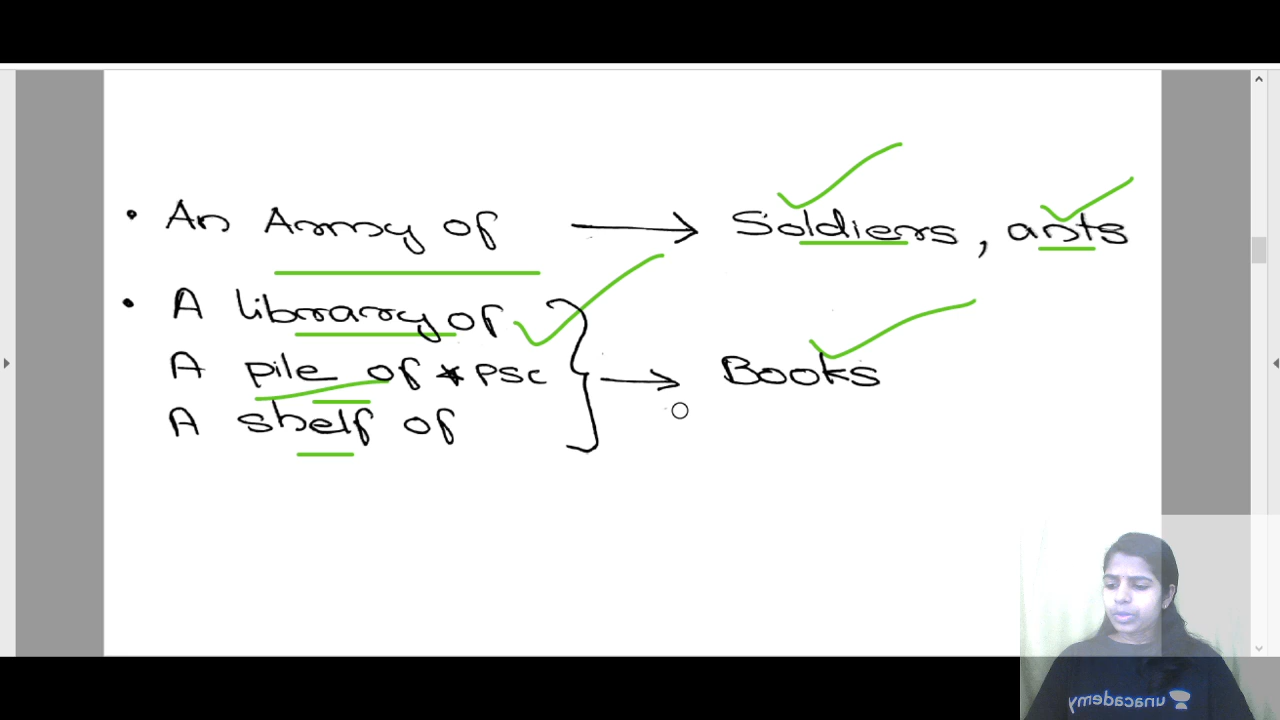 • An Army of → Soldiers, ants
• A library of
A pile of *PSC → Books
A shelf of
unacademy